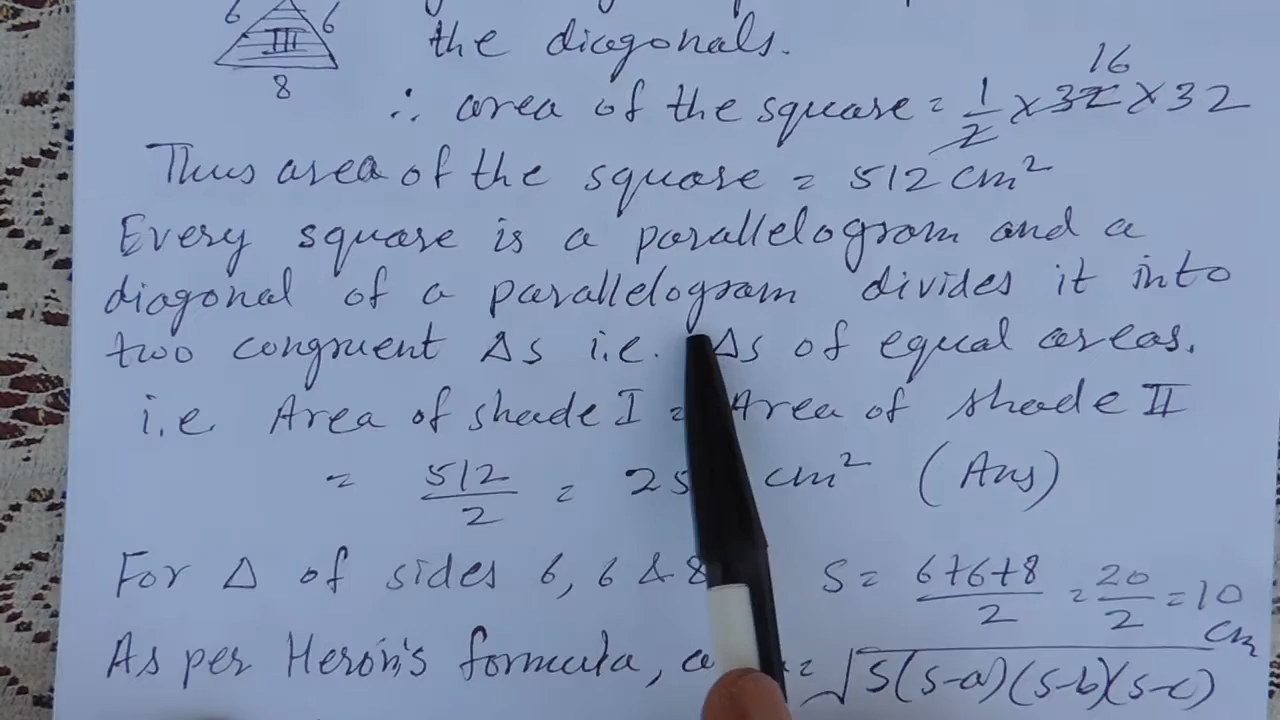 6 III 6
the diagonals.
8
16
∴ area of the square = 1/2 × 32 × 32
Thus area of the square = 512 cm²
Every square is a parallelogram and a
diagonal of a parallelogram divides it into
two congruent Δs i.e. Δs of equal areas.
i.e. Area of shade I = Area of shade II
= 512/2 = cm² (Ans)
For Δ of sides 6, 6 & 8 S = 6+6+8/2 = 20/2 = 10 cm
As per Heron's formula, = √S(S-a)(S-b)(S-c)